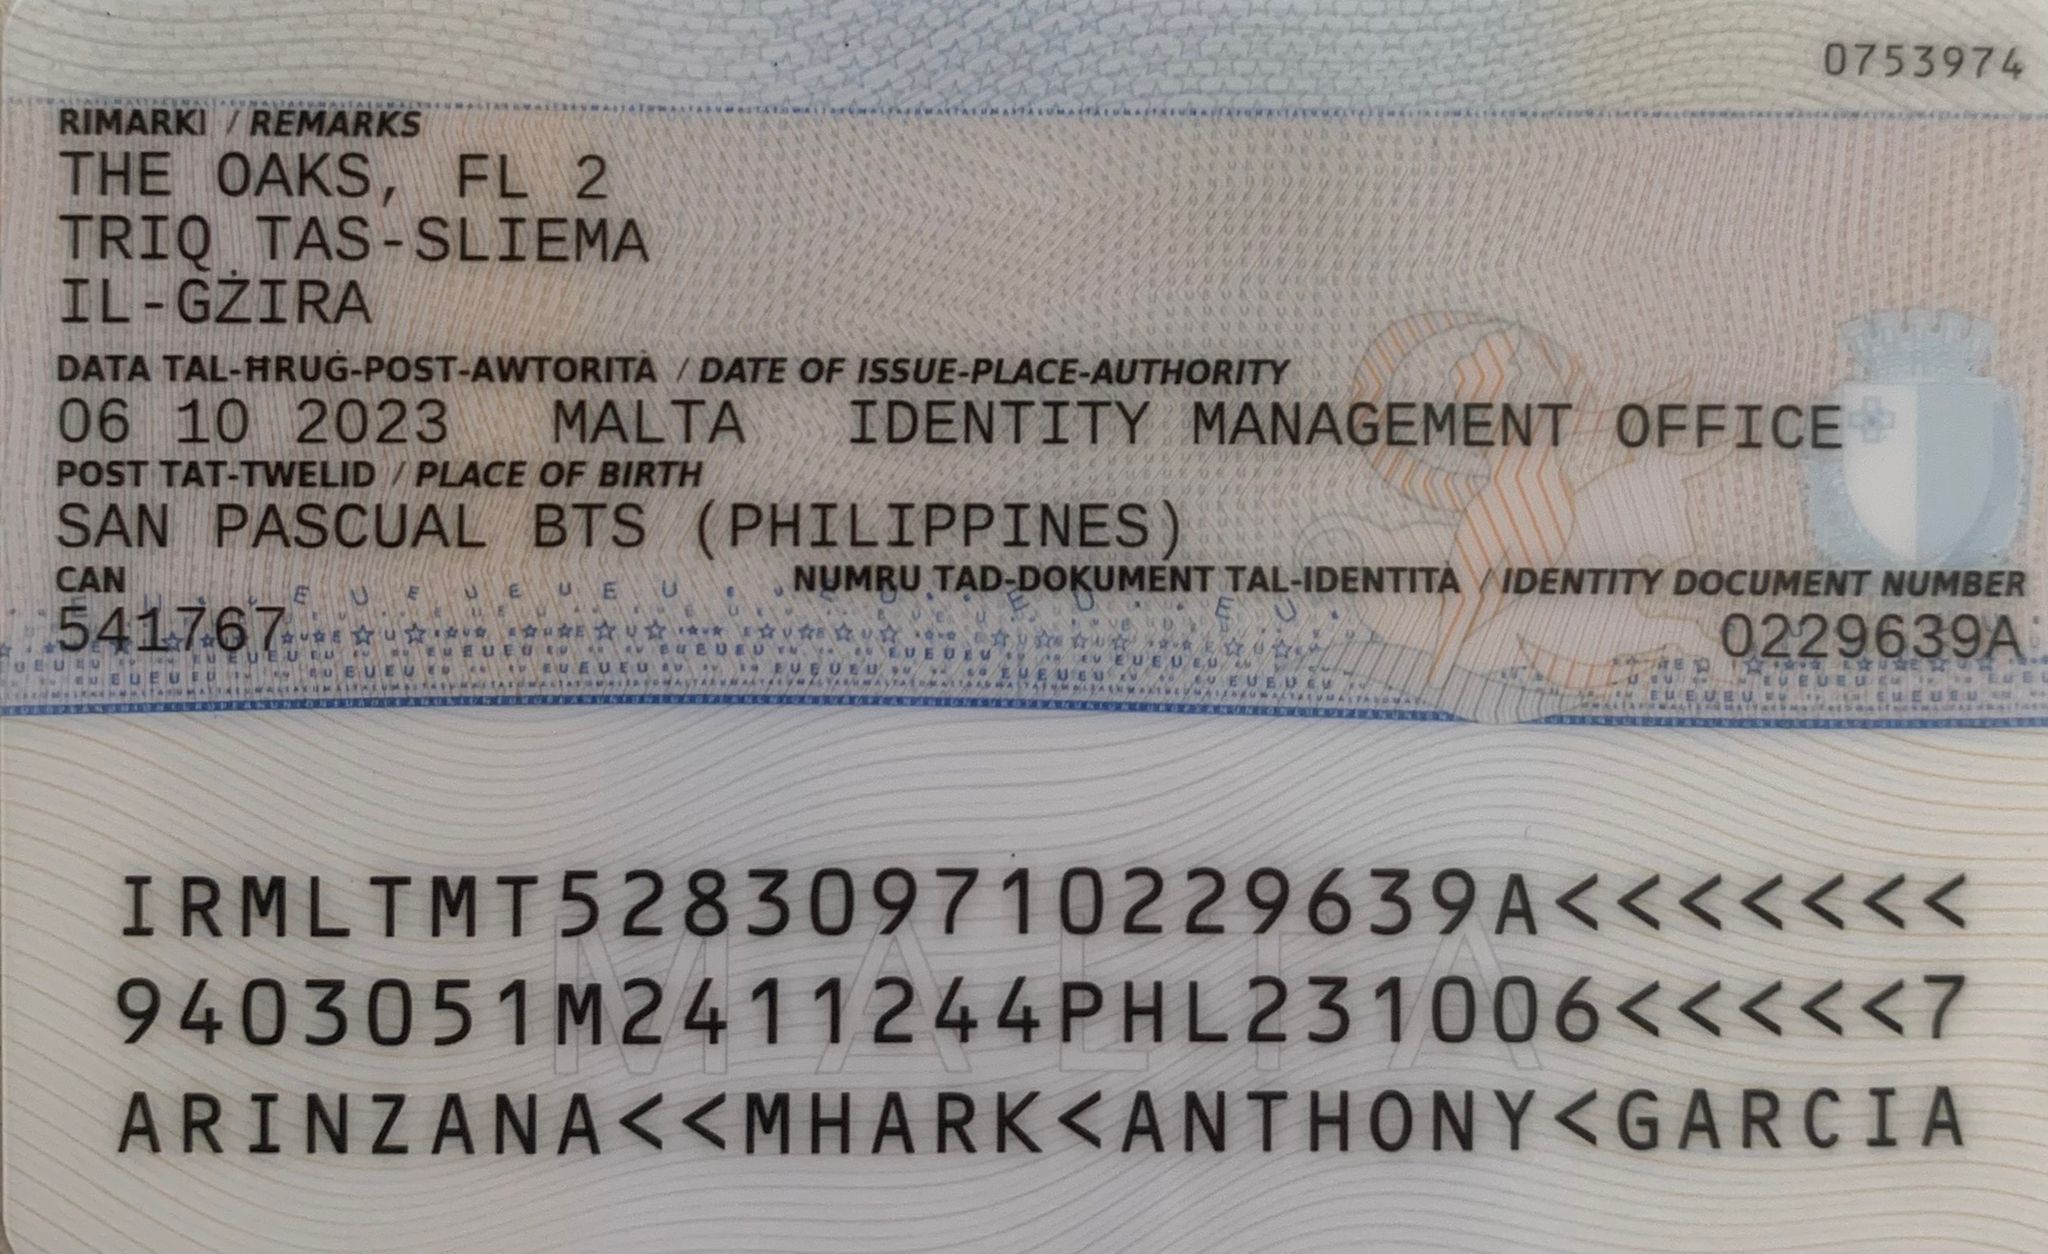 0753974
RIMARKI / REMARKS
THE OAKS, FL 2
TRIQ TAS-SLIEMA
IL-GŻIRA
DATA TAL-ĦRUĠ-POST-AWTORITÀ / DATE OF ISSUE-PLACE-AUTHORITY
06 10 2023 MALTA IDENTITY MANAGEMENT OFFICE
POST TAT-TWELID / PLACE OF BIRTH
SAN PASCUAL BTS (PHILIPPINES)
CAN NUMRU TAD-DOKUMENT TAL-IDENTITÀ / IDENTITY DOCUMENT NUMBER
541767 0229639A
MALTA
IRMLTMT528309710229639A<<<<<<<
9403051M2411244PHL231006<<<<<7
ARINZANA<<MHARK<ANTHONY<GARCIA